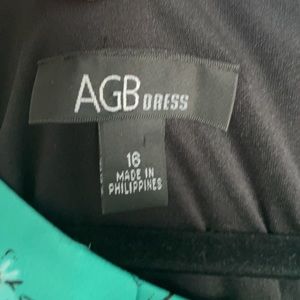 AGB DRESS
16
MADE IN
PHILIPPINES